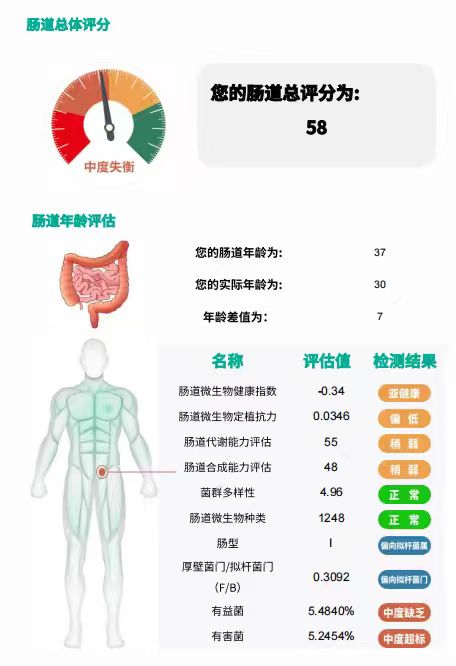 肠道总体评分
您的肠道总评分为:
58
中度失衡
肠道年龄评估
您的肠道年龄为: 37
您的实际年龄为: 30
年龄差值为: 7
名称 评估值 检测结果
肠道微生物健康指数 -0.34 亚健康
肠道微生物定植抗力 0.0346 偏 低
肠道代谢能力评估 55 稍 弱
肠道合成能力评估 48 稍 弱
菌群多样性 4.96 正 常
肠道微生物种类 1248 正 常
肠型 I 偏向拟杆菌属
厚壁菌门/拟杆菌门
（F/B） 0.3092 偏向拟杆菌门
有益菌 5.4840% 中度缺乏
有害菌 5.2454% 中度超标